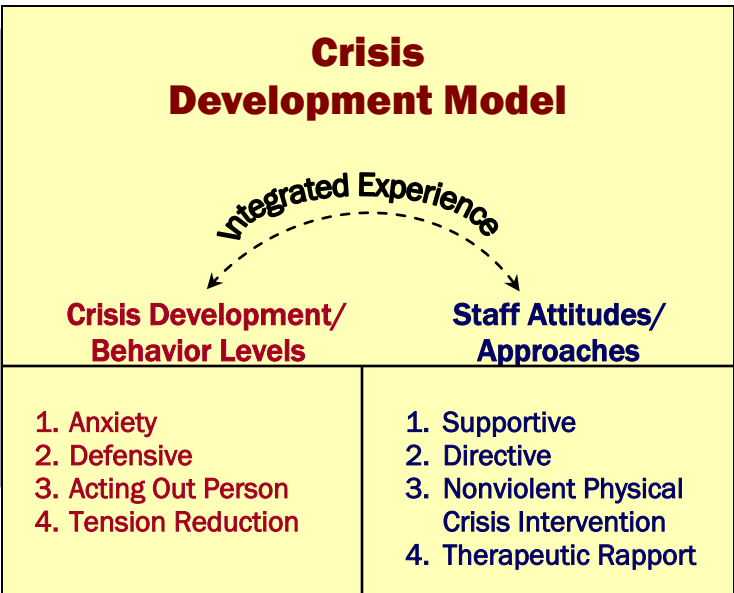 Crisis
Development Model
Integrated Experience
Crisis Development/
Behavior Levels
Staff Attitudes/
Approaches
1. Anxiety
2. Defensive
3. Acting Out Person
4. Tension Reduction
1. Supportive
2. Directive
3. Nonviolent Physical
Crisis Intervention
4. Therapeutic Rapport